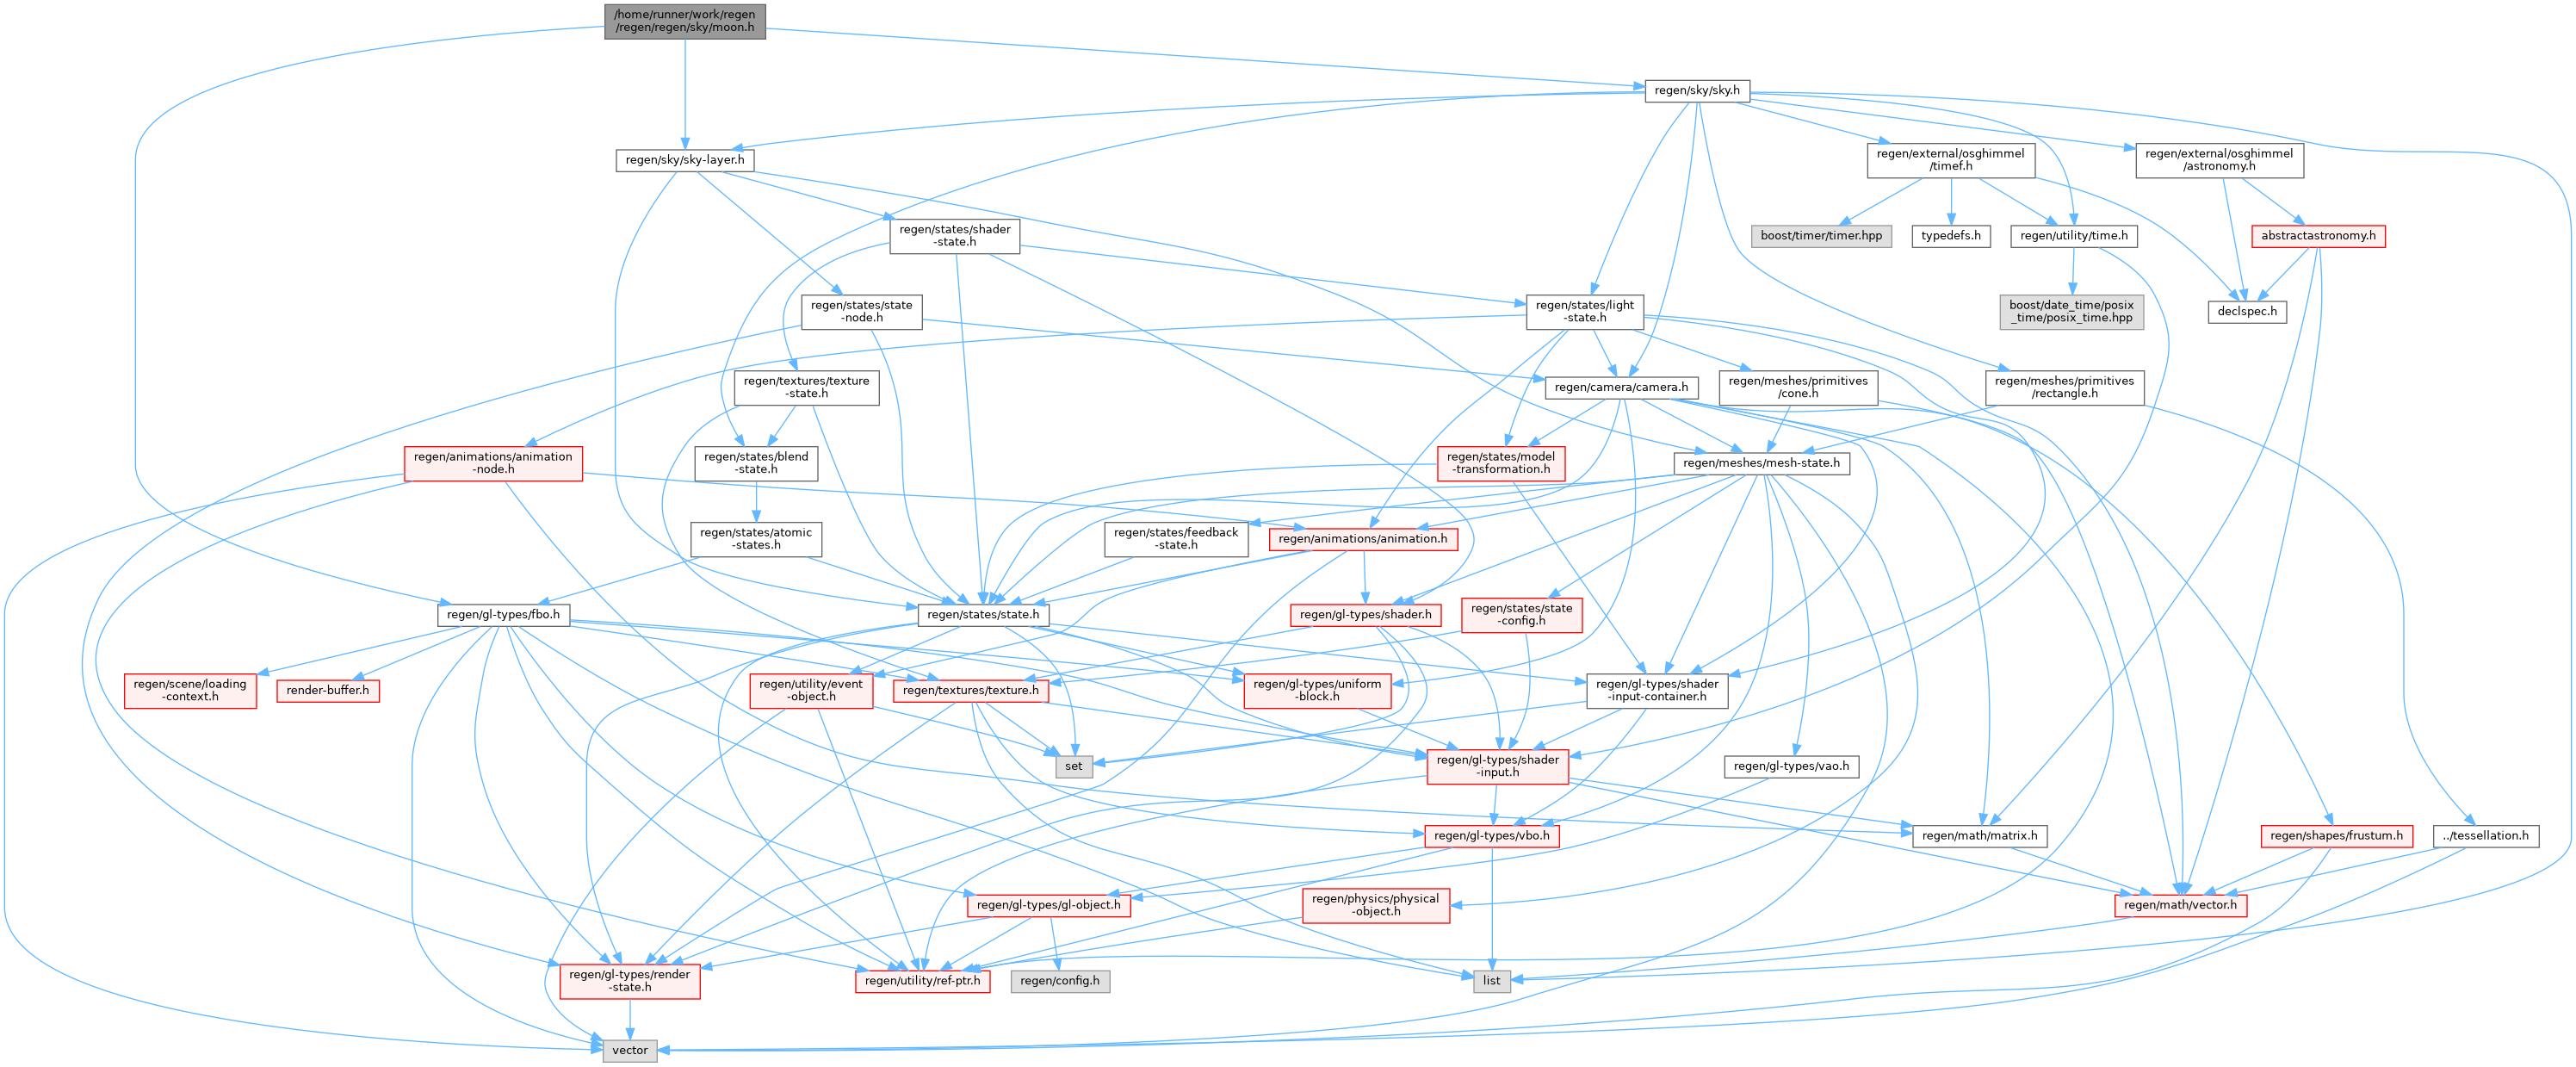 /home/runner/work/regen
/regen/regen/sky/moon.h
regen/sky/sky.h
regen/sky/sky-layer.h
regen/external/osghimmel
/timef.h
regen/external/osghimmel
/astronomy.h
regen/states/shader
-state.h
boost/timer/timer.hpp
typedefs.h
regen/utility/time.h
abstractastronomy.h
regen/states/state
-node.h
regen/states/light
-state.h
boost/date_time/posix
_time/posix_time.hpp
declspec.h
regen/textures/texture
-state.h
regen/camera/camera.h
regen/meshes/primitives
/cone.h
regen/meshes/primitives
/rectangle.h
regen/animations/animation
-node.h
regen/states/blend
-state.h
regen/states/model
-transformation.h
regen/meshes/mesh-state.h
regen/states/atomic
-states.h
regen/states/feedback
-state.h
regen/animations/animation.h
regen/gl-types/fbo.h
regen/states/state.h
regen/gl-types/shader.h
regen/states/state
-config.h
regen/scene/loading
-context.h
render-buffer.h
regen/utility/event
-object.h
regen/textures/texture.h
regen/gl-types/uniform
-block.h
regen/gl-types/shader
-input-container.h
set
regen/gl-types/shader
-input.h
regen/gl-types/vao.h
regen/gl-types/vbo.h
regen/math/matrix.h
regen/shapes/frustum.h
../tessellation.h
regen/gl-types/gl-object.h
regen/physics/physical
-object.h
regen/math/vector.h
regen/gl-types/render
-state.h
regen/utility/ref-ptr.h
regen/config.h
list
vector